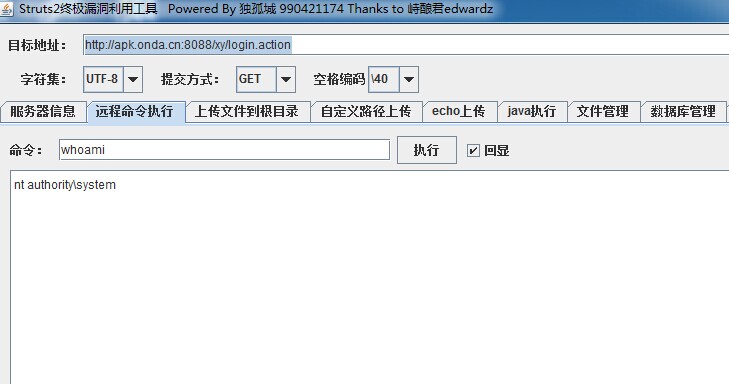 Struts2终极漏洞利用工具 Powered By 独孤城 990421174 Thanks to 峙酿君edwardz
目标地址: http://apk.onda.cn:8088/xy/login.action
字符集: UTF-8 提交方式: GET 空格编码 \40
服务器信息 远程命令执行 上传文件到根目录 自定义路径上传 echo上传 java执行 文件管理 数据库管理
命令: whoami 执行 回显
nt authority\system